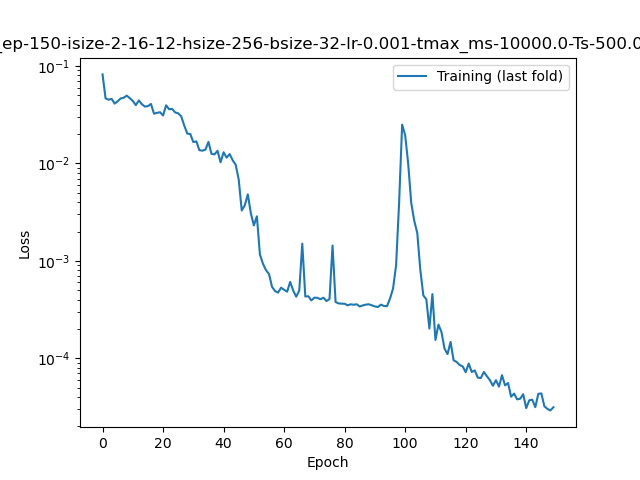 _ep-150-isize-2-16-12-hsize-256-bsize-32-lr-0.001-tmax_ms-10000.0-Ts-500.0
Training (last fold)
Loss
10⁻¹
10⁻²
10⁻³
10⁻⁴
0 20 40 60 80 100 120 140
Epoch